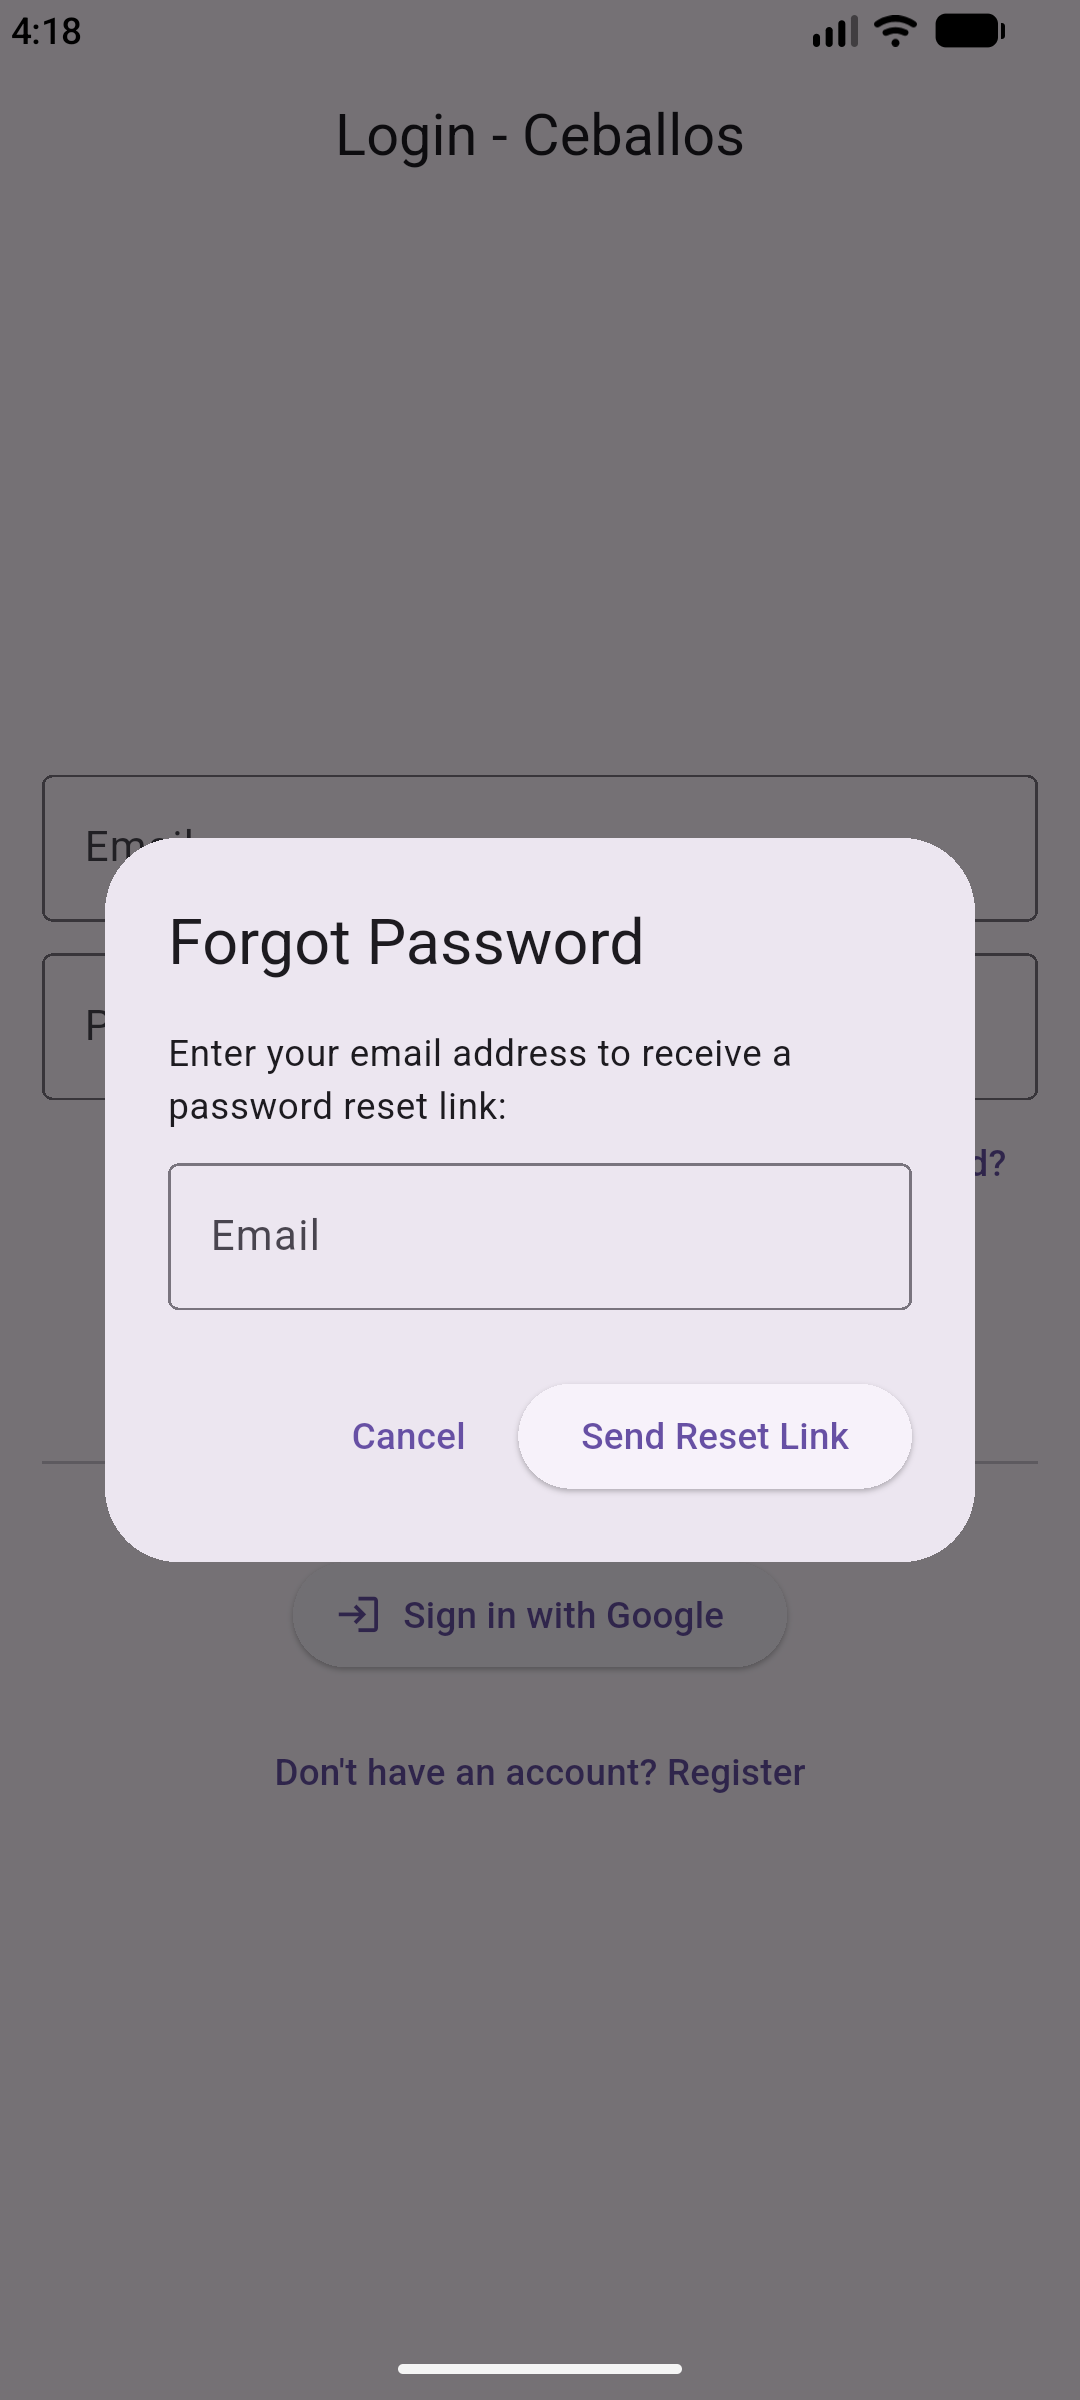 4:18
Login - Ceballos
Email
Forgot Password
Enter your email address to receive a
password reset link:
d?
Email
Cancel
Send Reset Link
Sign in with Google
Don't have an account? Register